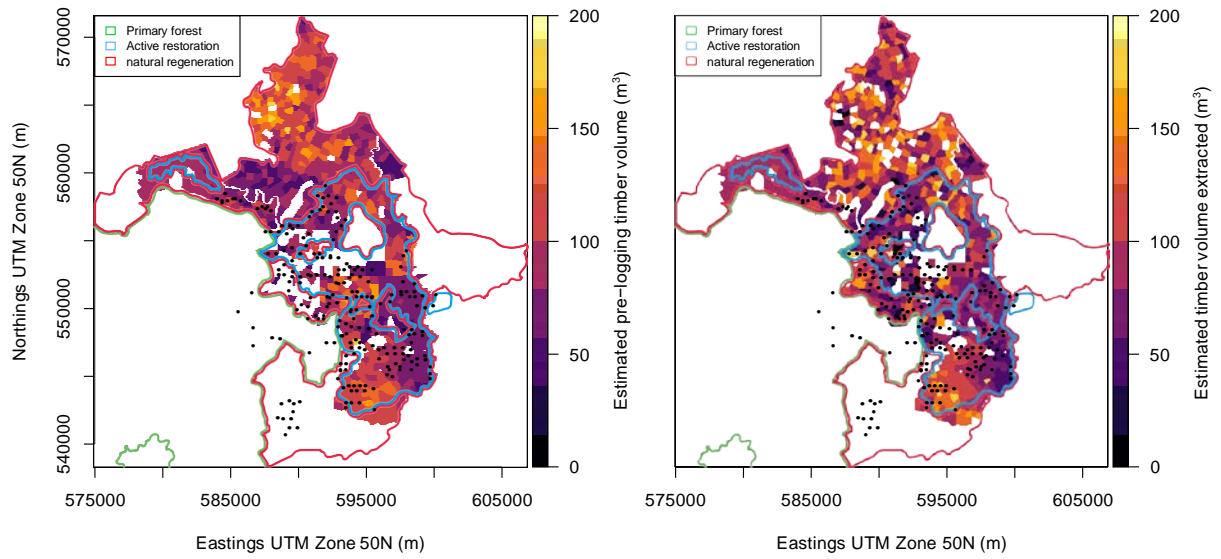 Primary forest
Active restoration
natural regeneration
570000
560000
550000
540000
Northings UTM Zone 50N (m)
575000 585000 595000 605000
Eastings UTM Zone 50N (m)
200
150
100
50
0
Estimated pre−logging timber volume (m³)
Primary forest
Active restoration
natural regeneration
575000 585000 595000 605000
Eastings UTM Zone 50N (m)
200
150
100
50
0
Estimated timber volume extracted (m³)